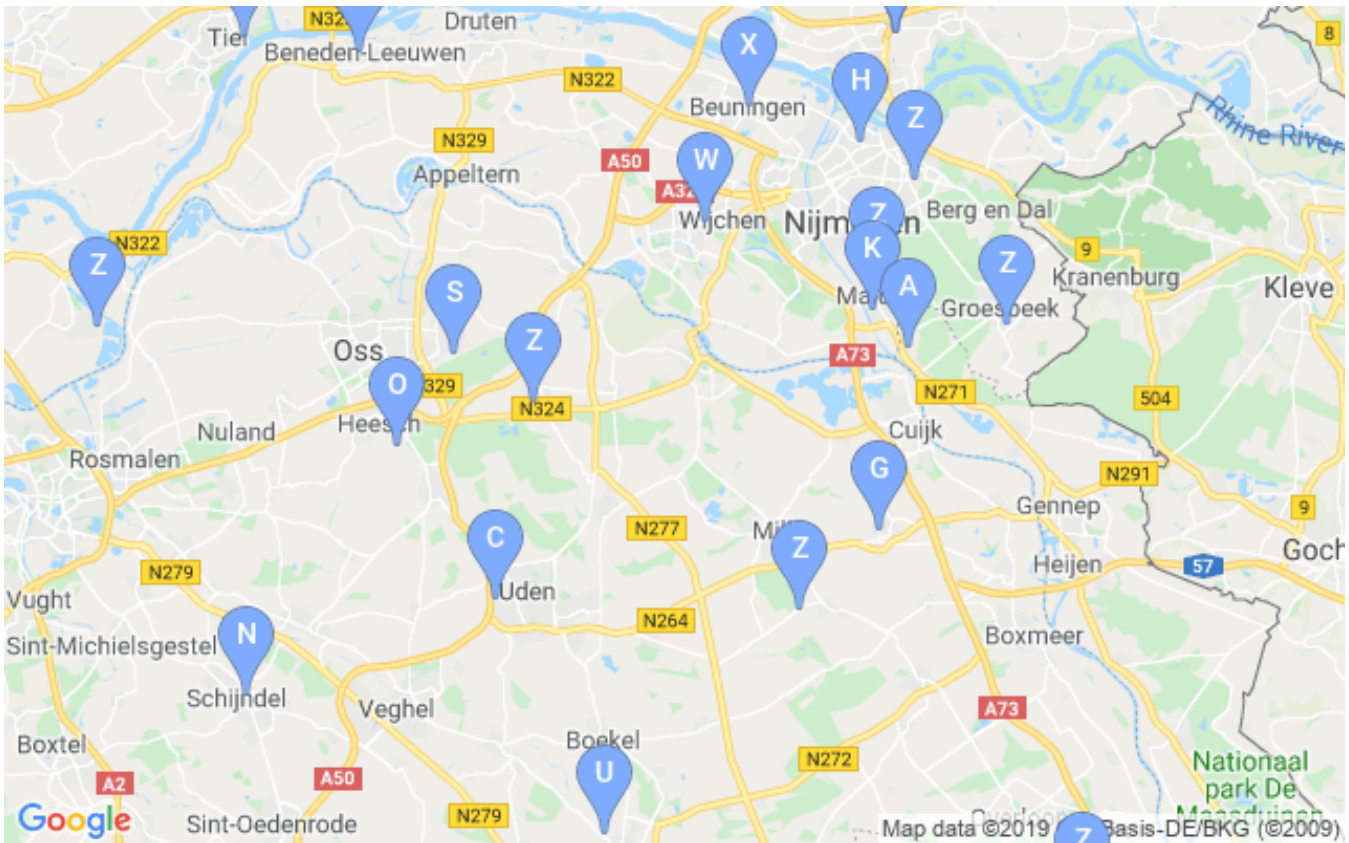 Tiel
Druten
Beneden-Leeuwen
8
X
N322
Beuningen
H
Z
Rhine River
N329
A50
W
Appeltern
Wijchen
Nijmegen
Berg en Dal
Z
N322
9
Kranenburg
Z
K
Z
S
A
Groesbeek
Kleve
Oss
Z
A73
O
N329
N271
504
Heesch
N324
Nuland
Cuijk
Rosmalen
G
N291
Gennep
9
N277
C
Z
Goch
N279
Heijen
57
Uden
Vught
N264
N
Boxmeer
Sint-Michielsgestel
Schijndel
Veghel
A73
Boekel
Boxtel
U
N272
Nationaal
park De
Maasduinen
A2
A50
N279
Google
Sint-Oedenrode
Z
Map data ©2019
Basis-DE/BKG (©2009)